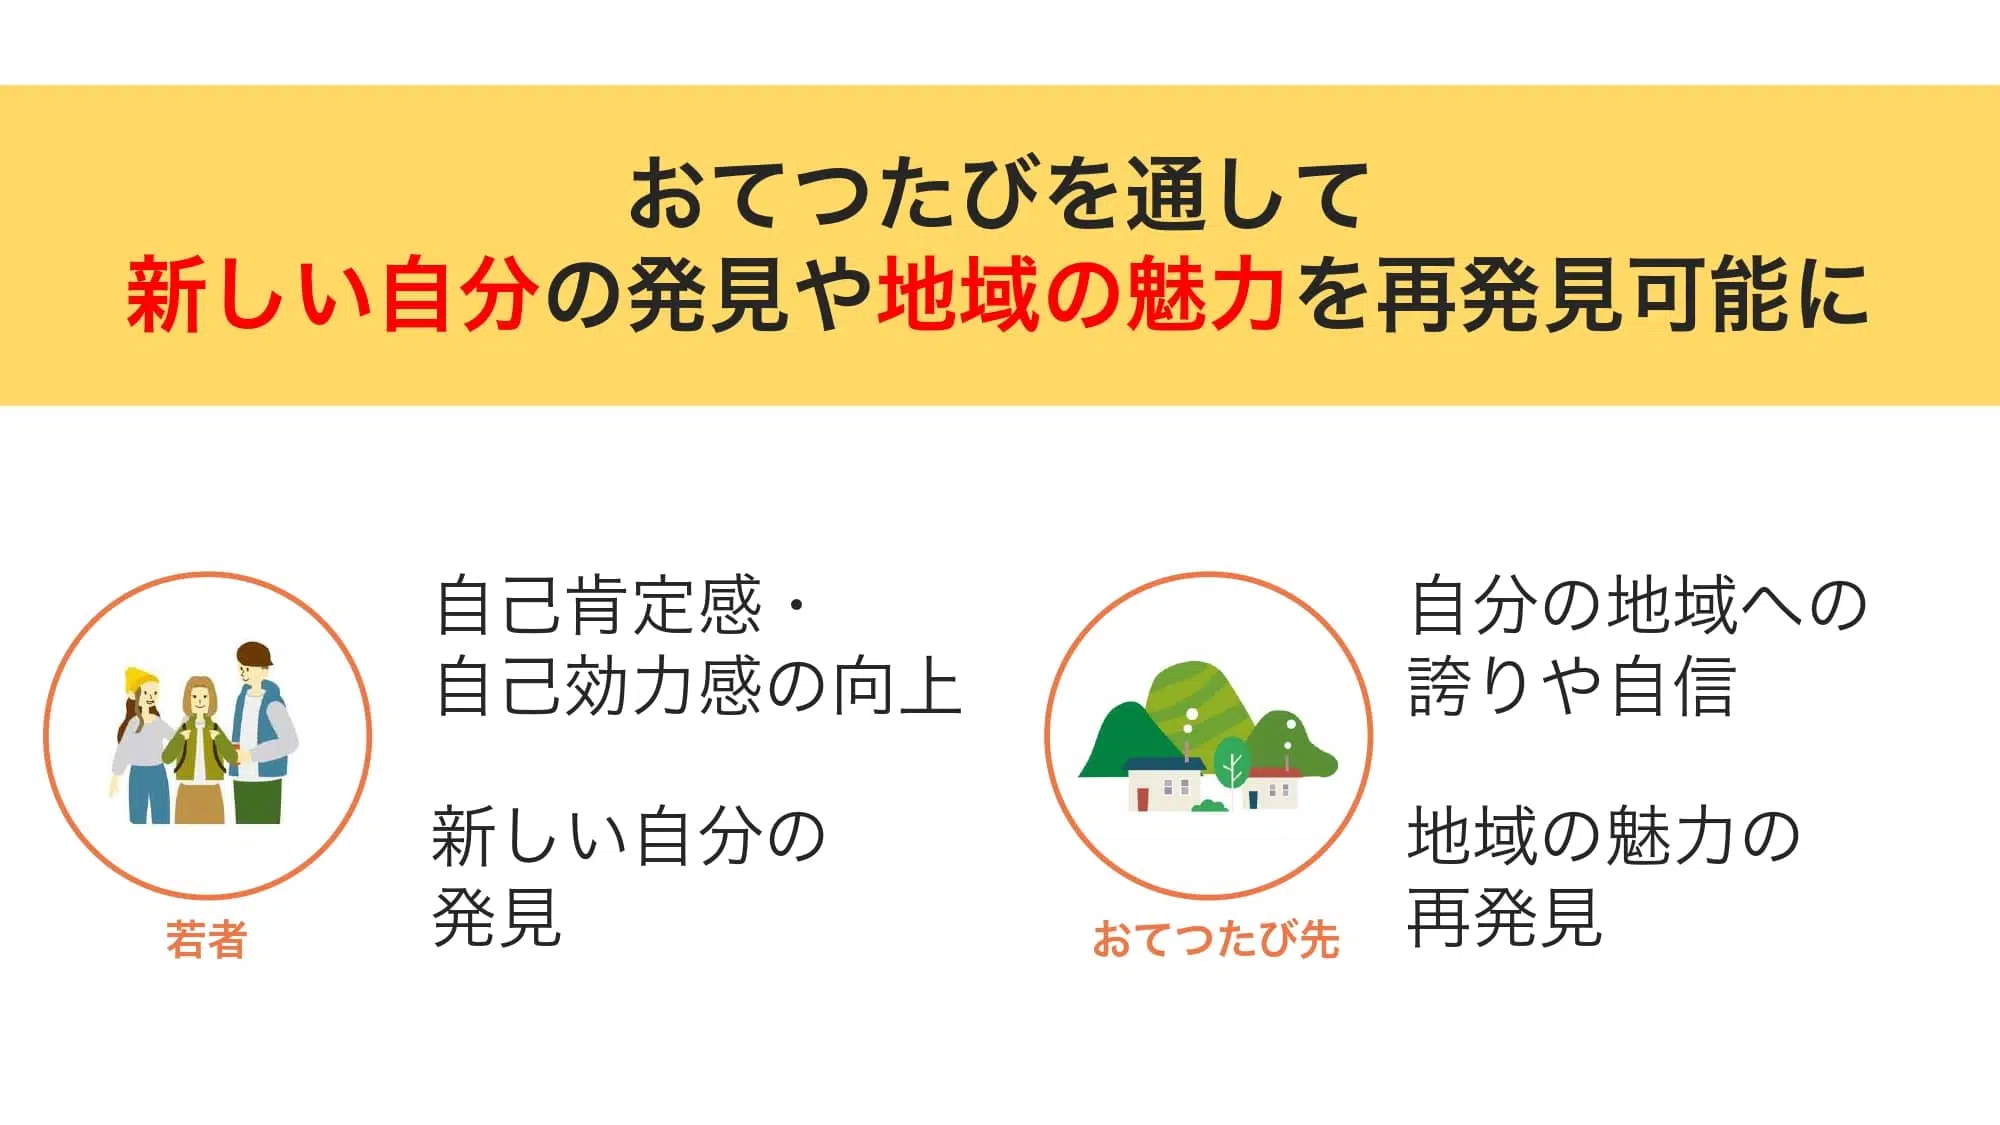 おてつたびを通して
新しい自分の発見や地域の魅力を再発見可能に
自己肯定感・
自己効力感の向上
新しい自分の
発見
若者
自分の地域への
誇りや自信
地域の魅力の
再発見
おてつたび先